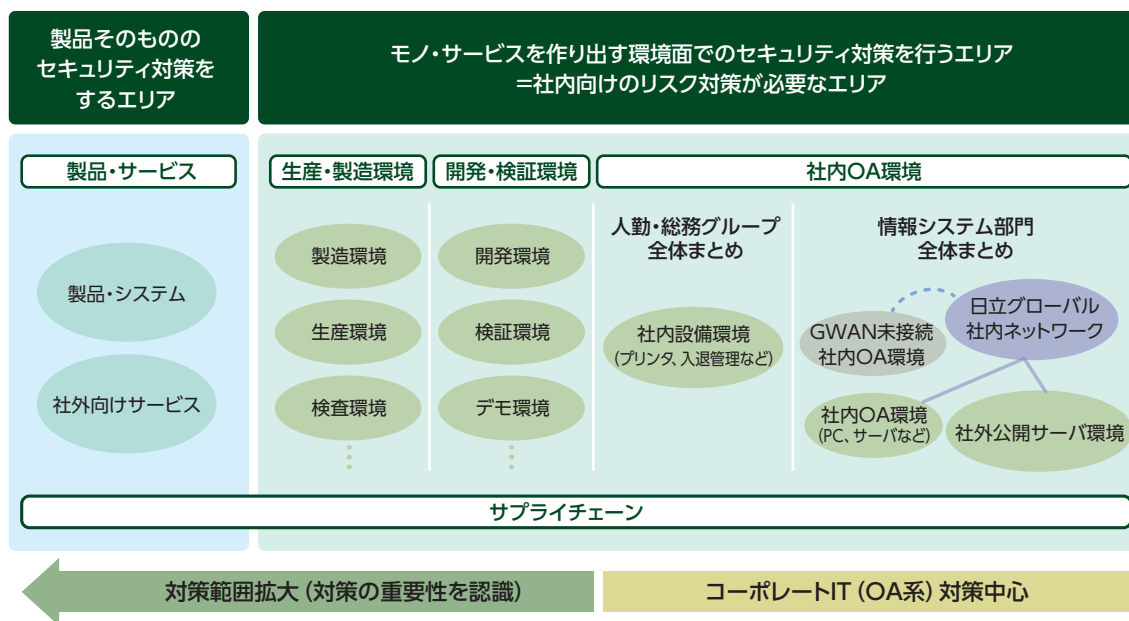 製品そのものの
セキュリティ対策を
するエリア
モノ・サービスを作り出す環境面でのセキュリティ対策を行うエリア
＝社内向けのリスク対策が必要なエリア
製品・サービス
生産・製造環境
開発・検証環境
社内OA環境
製品・システム
社外向けサービス
製造環境
生産環境
検査環境
開発環境
検証環境
デモ環境
人勤・総務グループ
全体まとめ
社内設備環境
（プリンタ、入退管理など）
情報システム部門
全体まとめ
GWAN未接続
社内OA環境
日立グローバル
社内ネットワーク
社内OA環境
（PC、サーバなど）
社外公開サーバ環境
サプライチェーン
対策範囲拡大（対策の重要性を認識）
コーポレートIT（OA系）対策中心